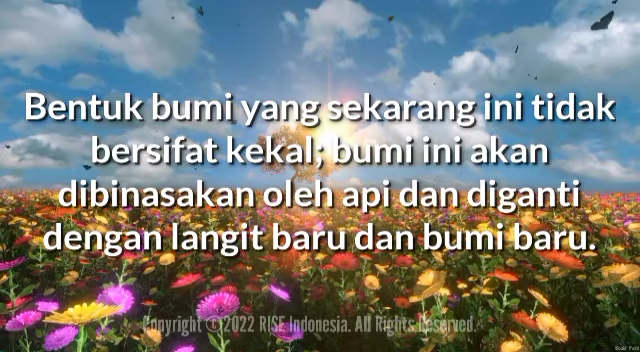 Bentuk bumi yang sekarang ini tidak
bersifat kekal; bumi ini akan
dibinasakan oleh api dan diganti
dengan langit baru dan bumi baru.
Copyright © 2022 RISE Indonesia. All Rights Reserved.